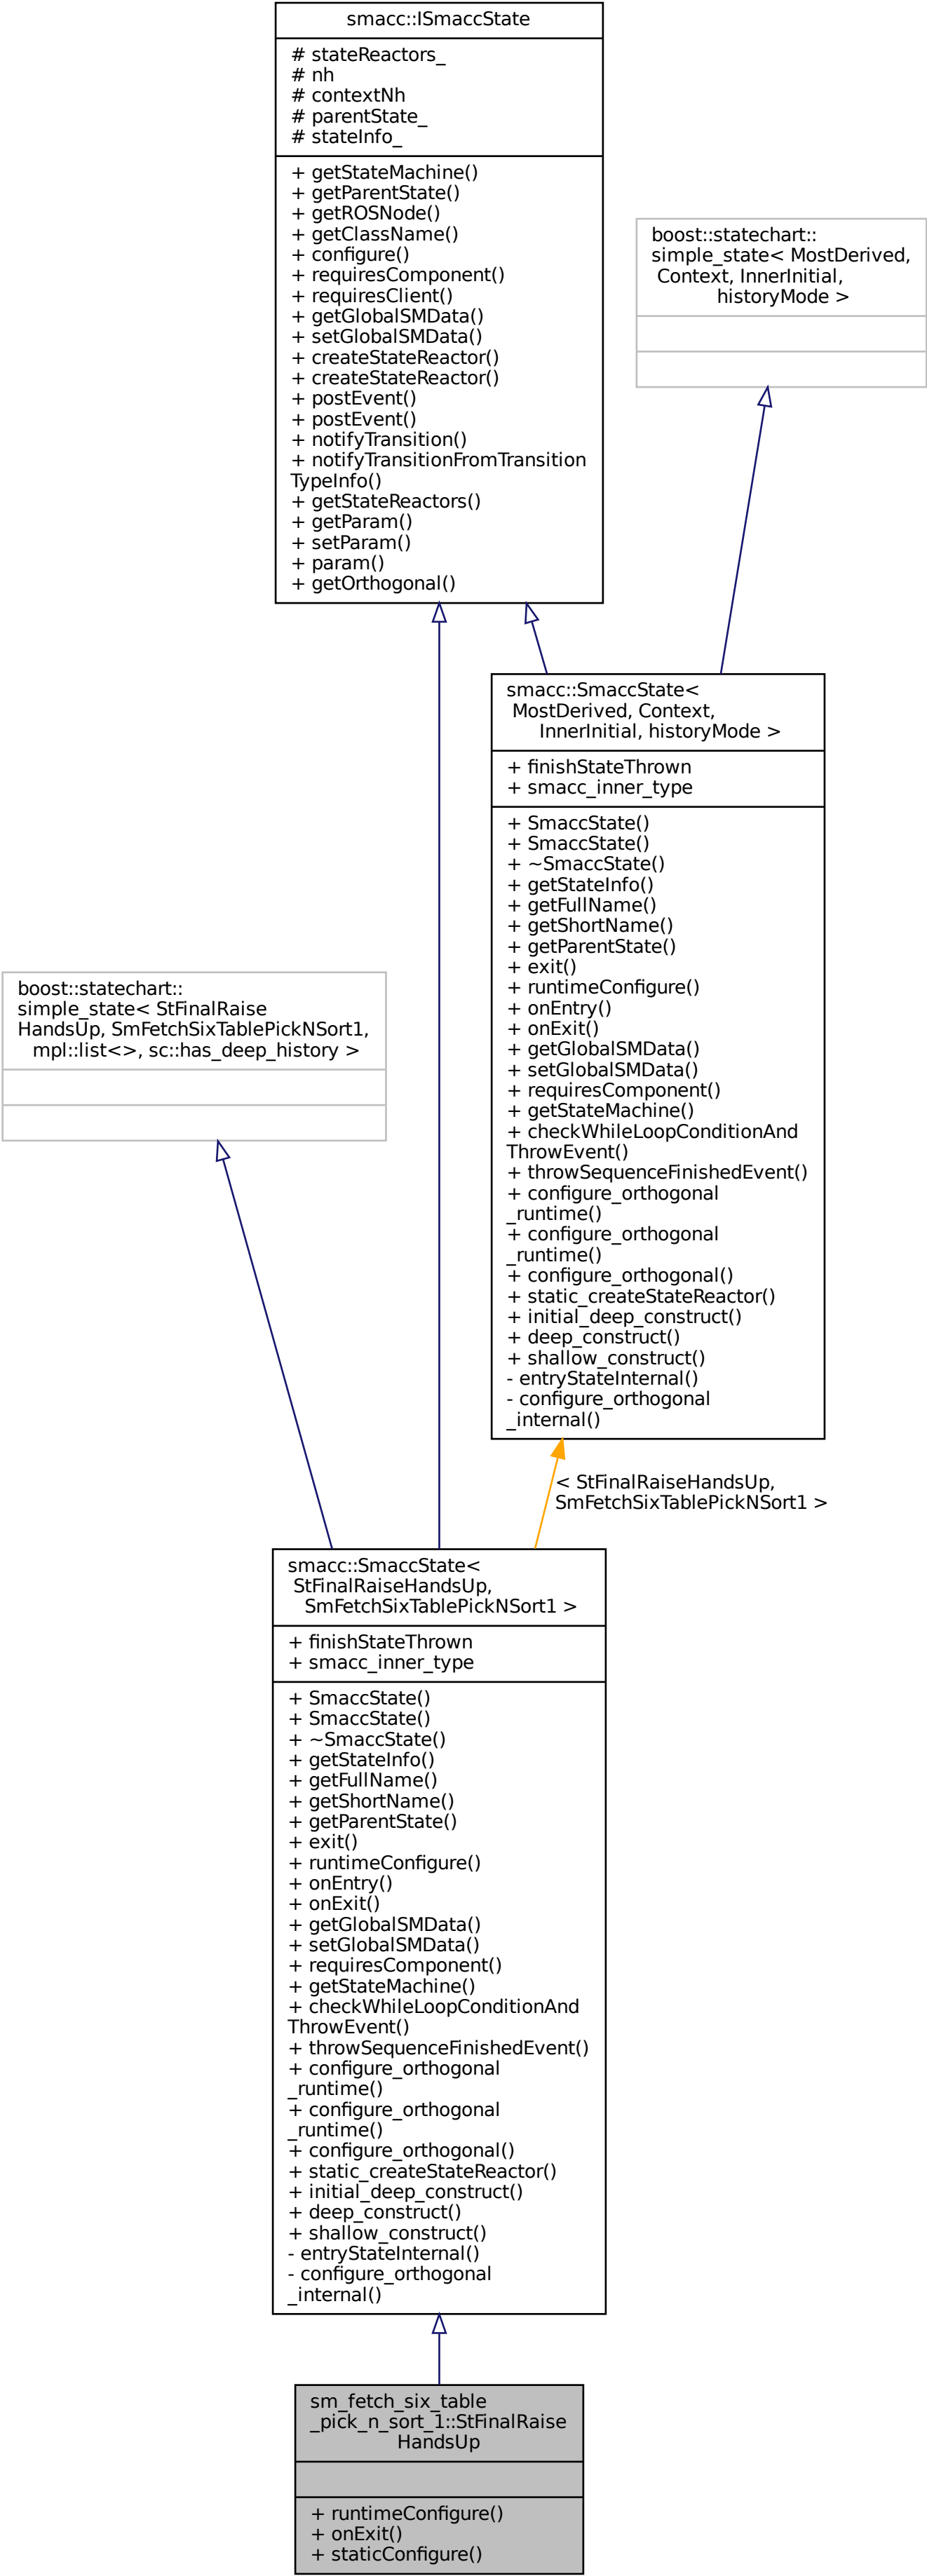 smacc::ISmaccState
# stateReactors_
# nh
# contextNh
# parentState_
# stateInfo_
+ getStateMachine()
+ getParentState()
+ getROSNode()
+ getClassName()
+ configure()
+ requiresComponent()
+ requiresClient()
+ getGlobalSMData()
+ setGlobalSMData()
+ createStateReactor()
+ createStateReactor()
+ postEvent()
+ postEvent()
+ notifyTransition()
+ notifyTransitionFromTransition
TypeInfo()
+ getStateReactors()
+ getParam()
+ setParam()
+ param()
+ getOrthogonal()
boost::statechart::
simple_state< MostDerived,
Context, InnerInitial,
historyMode >
smacc::SmaccState<
MostDerived, Context,
InnerInitial, historyMode >
+ finishStateThrown
+ smacc_inner_type
+ SmaccState()
+ SmaccState()
+ ~SmaccState()
+ getStateInfo()
+ getFullName()
+ getShortName()
+ getParentState()
+ exit()
+ runtimeConfigure()
+ onEntry()
+ onExit()
+ getGlobalSMData()
+ setGlobalSMData()
+ requiresComponent()
+ getStateMachine()
+ checkWhileLoopConditionAnd
ThrowEvent()
+ throwSequenceFinishedEvent()
+ configure_orthogonal
_runtime()
+ configure_orthogonal
_runtime()
+ configure_orthogonal()
+ static_createStateReactor()
+ initial_deep_construct()
+ deep_construct()
+ shallow_construct()
- entryStateInternal()
- configure_orthogonal
_internal()
boost::statechart::
simple_state< StFinalRaise
HandsUp, SmFetchSixTablePickNSort1,
mpl::list<>, sc::has_deep_history >
< StFinalRaiseHandsUp,
SmFetchSixTablePickNSort1 >
smacc::SmaccState<
StFinalRaiseHandsUp,
SmFetchSixTablePickNSort1 >
+ finishStateThrown
+ smacc_inner_type
+ SmaccState()
+ SmaccState()
+ ~SmaccState()
+ getStateInfo()
+ getFullName()
+ getShortName()
+ getParentState()
+ exit()
+ runtimeConfigure()
+ onEntry()
+ onExit()
+ getGlobalSMData()
+ setGlobalSMData()
+ requiresComponent()
+ getStateMachine()
+ checkWhileLoopConditionAnd
ThrowEvent()
+ throwSequenceFinishedEvent()
+ configure_orthogonal
_runtime()
+ configure_orthogonal
_runtime()
+ configure_orthogonal()
+ static_createStateReactor()
+ initial_deep_construct()
+ deep_construct()
+ shallow_construct()
- entryStateInternal()
- configure_orthogonal
_internal()
sm_fetch_six_table
_pick_n_sort_1::StFinalRaise
HandsUp
+ runtimeConfigure()
+ onExit()
+ staticConfigure()